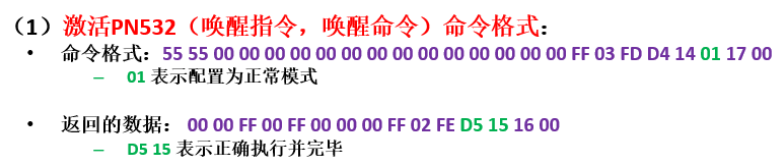 （1）激活PN532（唤醒指令，唤醒命令）命令格式：
• 命令格式：55 55 00 00 00 00 00 00 00 00 00 00 00 00 00 00 FF 03 FD D4 14 01 17 00
– 01 表示配置为正常模式
• 返回的数据： 00 00 FF 00 FF 00 00 00 FF 02 FE D5 15 16 00
– D5 15 表示正确执行并完毕